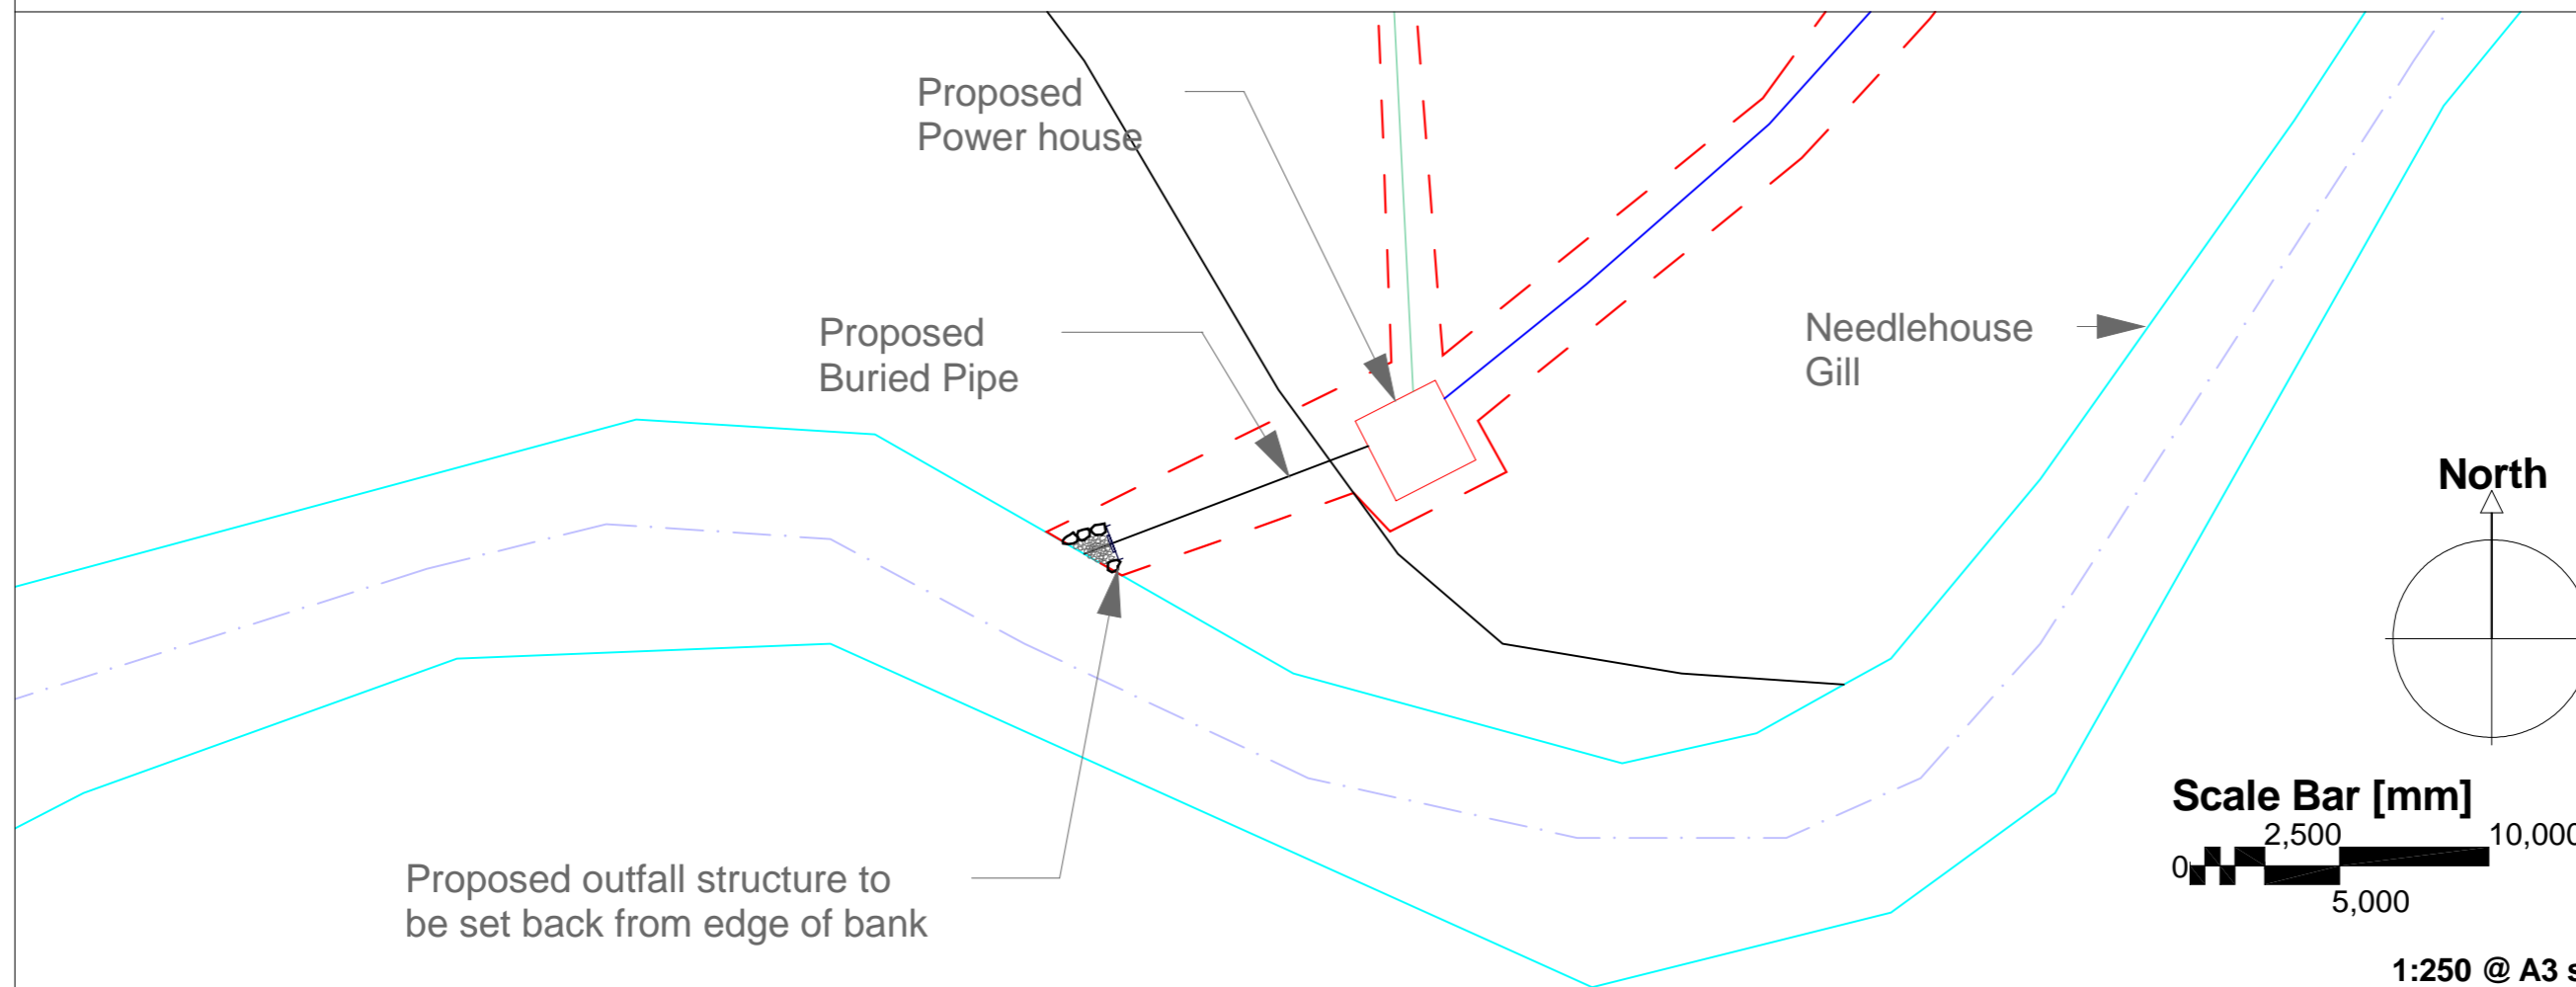 Proposed
Power house
Proposed
Buried Pipe
Needlehouse
Gill
North
Scale Bar [mm]
2,500
10,000
0
5,000
Proposed outfall structure to
be set back from edge of bank
1:250 @ A3 s